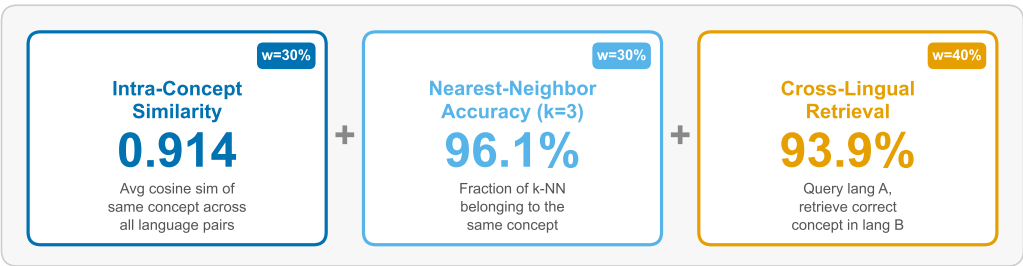 w=30%
Intra-Concept
Similarity
0.914
Avg cosine sim of
same concept across
all language pairs
+
w=30%
Nearest-Neighbor
Accuracy (k=3)
96.1%
Fraction of k-NN
belonging to the
same concept
+
w=40%
Cross-Lingual
Retrieval
93.9%
Query lang A,
retrieve correct
concept in lang B